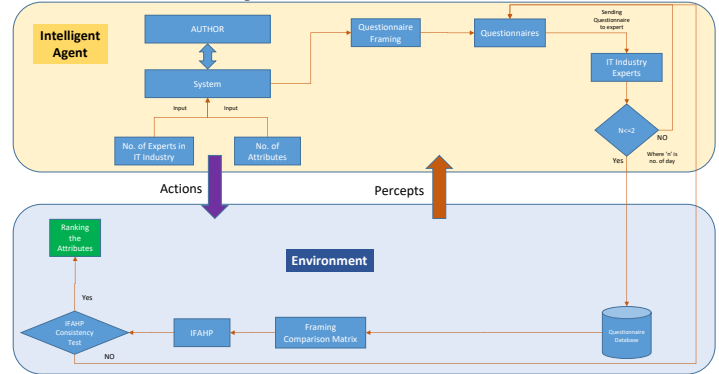 Intelligent
Agent
AUTHOR
System
Input
Input
No. of Experts in
IT Industry
No. of
Attributes
Questionnaire
Framing
Questionnaires
Sending
Questionnaire
to expert
IT Industry
Experts
N<=2
NO
Yes
Where 'n' is
no. of day
Actions
Percepts
Environment
Ranking
the
Attributes
Yes
IFAHP
Consistency
Test
NO
IFAHP
Framing
Comparison Matrix
Questionnaire
Database